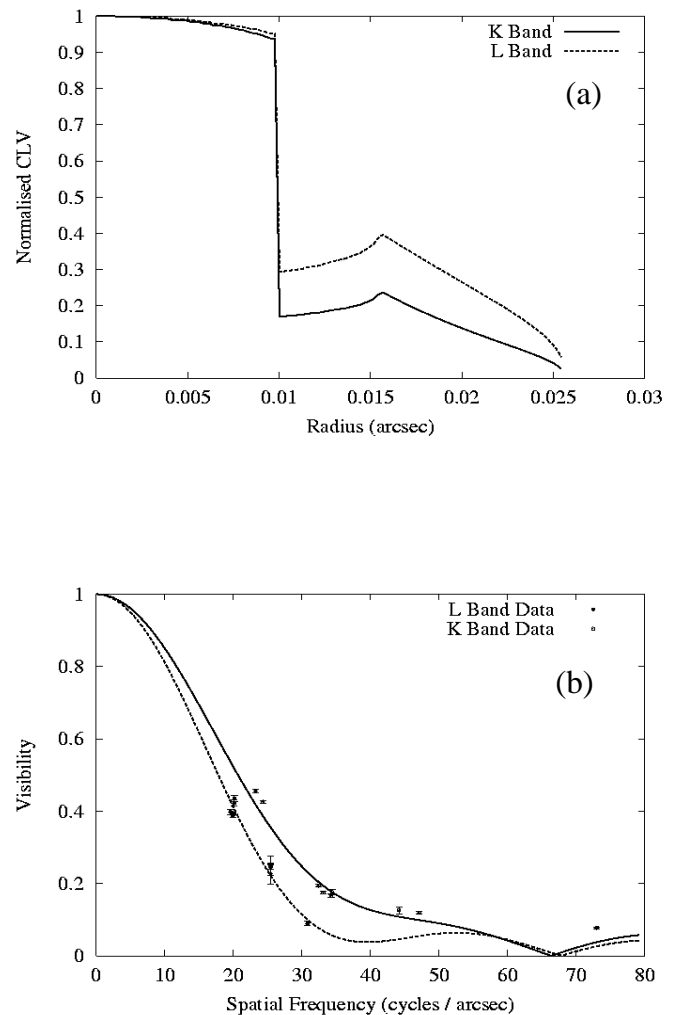 1
0.9
0.8
0.7
0.6
0.5
0.4
0.3
0.2
0.1
0
Normalised CLV
K Band
L Band
(a)
0 0.005 0.01 0.015 0.02 0.025 0.03
Radius (arcsec)
1
0.8
0.6
0.4
0.2
0
Visibility
L Band Data
K Band Data
(b)
0 10 20 30 40 50 60 70 80
Spatial Frequency (cycles / arcsec)